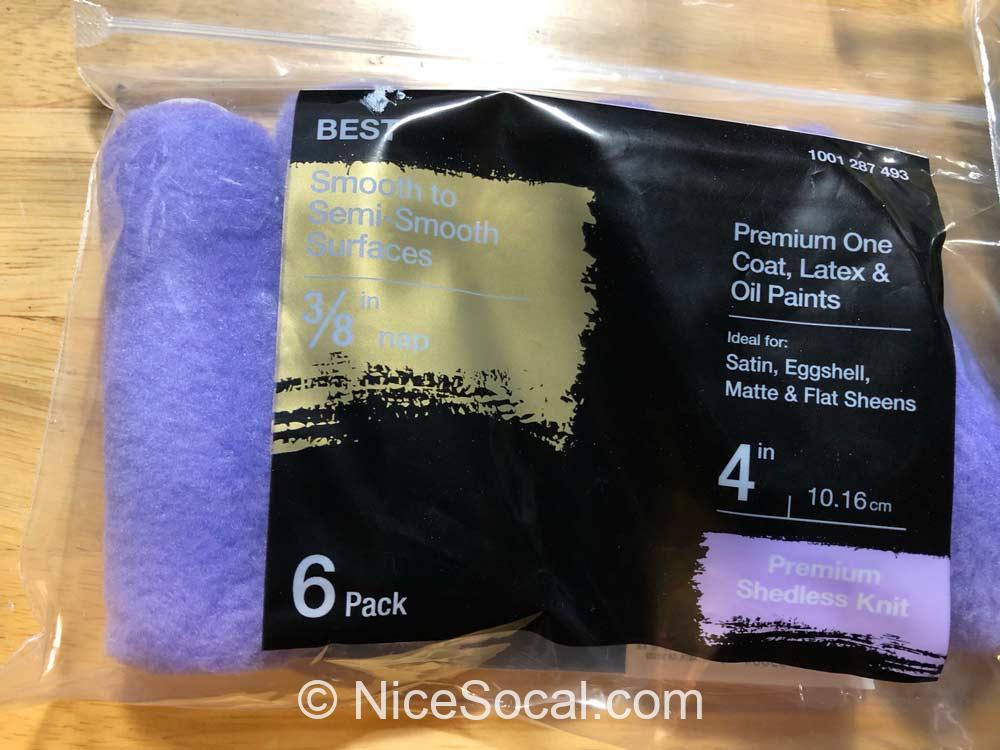 BEST
1001 287 493
Smooth to
Semi-Smooth
Surfaces
3/8 in
nap
Premium One
Coat, Latex &
Oil Paints
Ideal for:
Satin, Eggshell,
Matte & Flat Sheens
4 in
10.16 cm
6 Pack
Premium
Shedless Knit
© NiceSocal.com